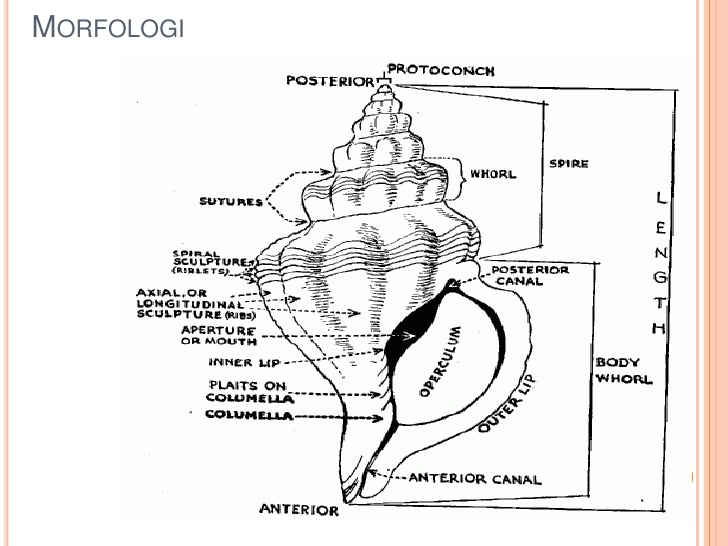 MORFOLOGI
PROTOCONCH
POSTERIOR
SPIRE
WHORL
SUTURES
LENGTH
SPIRAL
SCULPTURE
(RIBLETS)
POSTERIOR
CANAL
AXIAL, OR
LONGITUDINAL
SCULPTURE (RIBS)
APERTURE
OR MOUTH
INNER LIP
OPERCULUM
BODY
WHORL
PLAITS ON
COLUMELLA
COLUMELLA
OUTER LIP
ANTERIOR CANAL
ANTERIOR